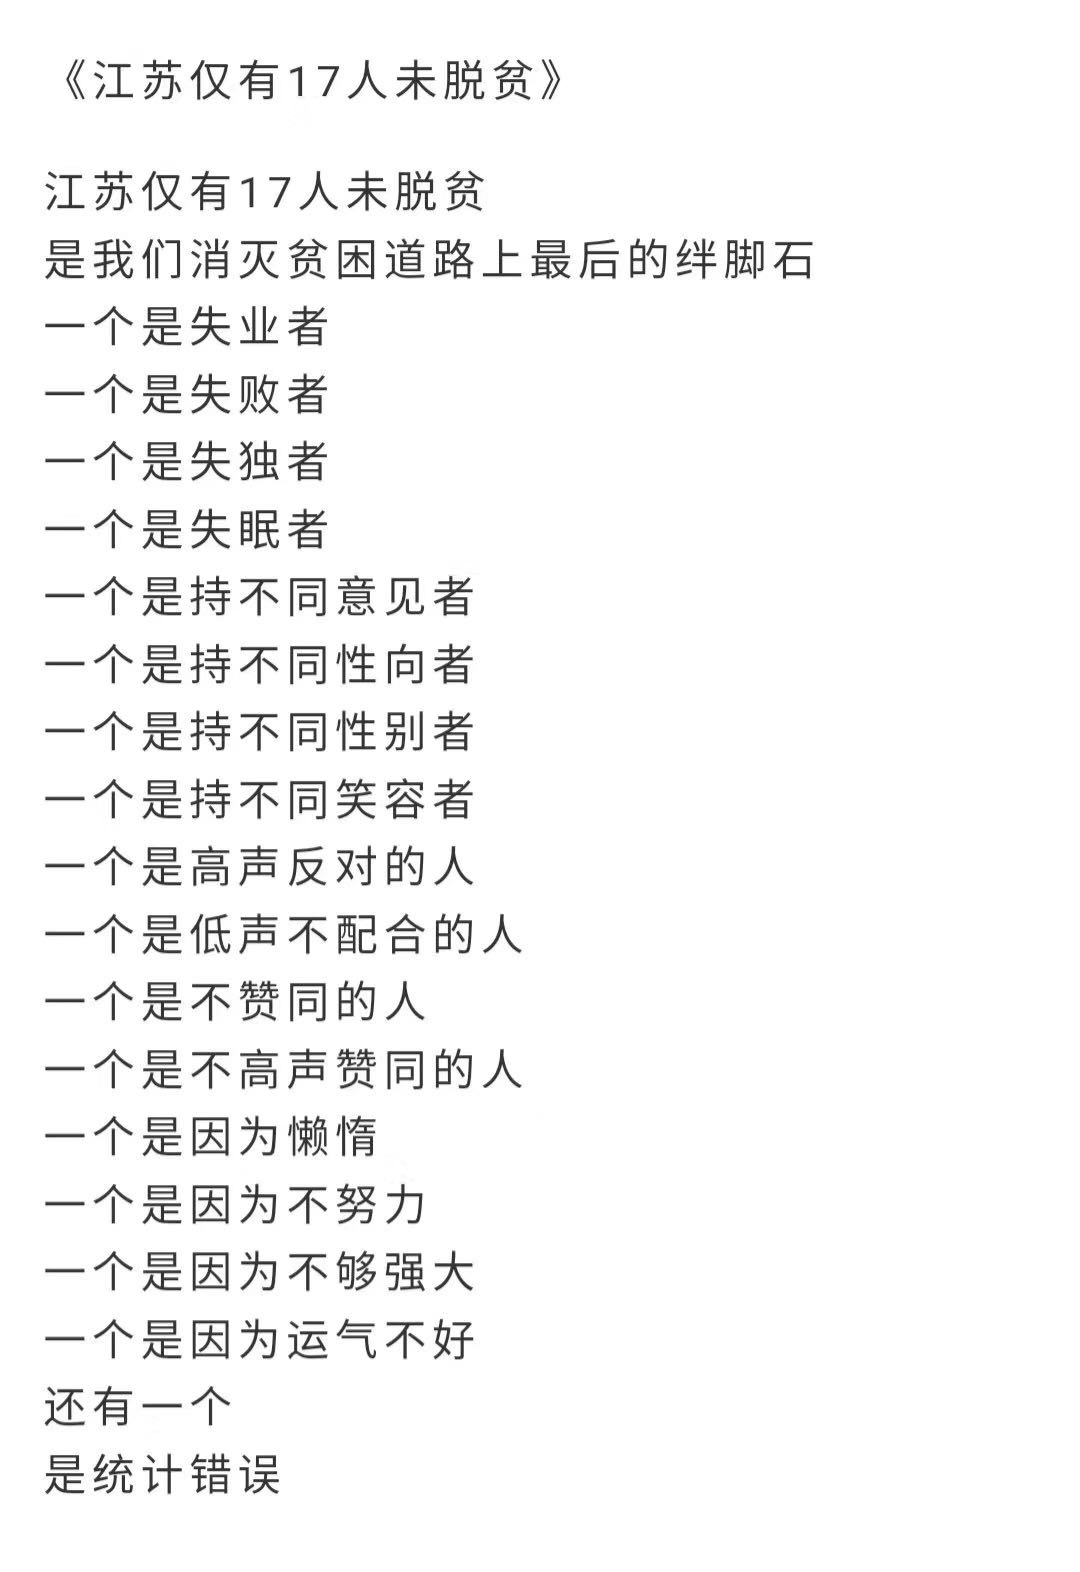 《江苏仅有17人未脱贫》
江苏仅有17人未脱贫
是我们消灭贫困道路上最后的绊脚石
一个是失业者
一个是失败者
一个是失独者
一个是失眠者
一个是持不同意见者
一个是持不同性向者
一个是持不同性别者
一个是持不同笑容者
一个是高声反对的人
一个是低声不配合的人
一个是不赞同的人
一个是不高声赞同的人
一个是因为懒惰
一个是因为不努力
一个是因为不够强大
一个是因为运气不好
还有一个
是统计错误